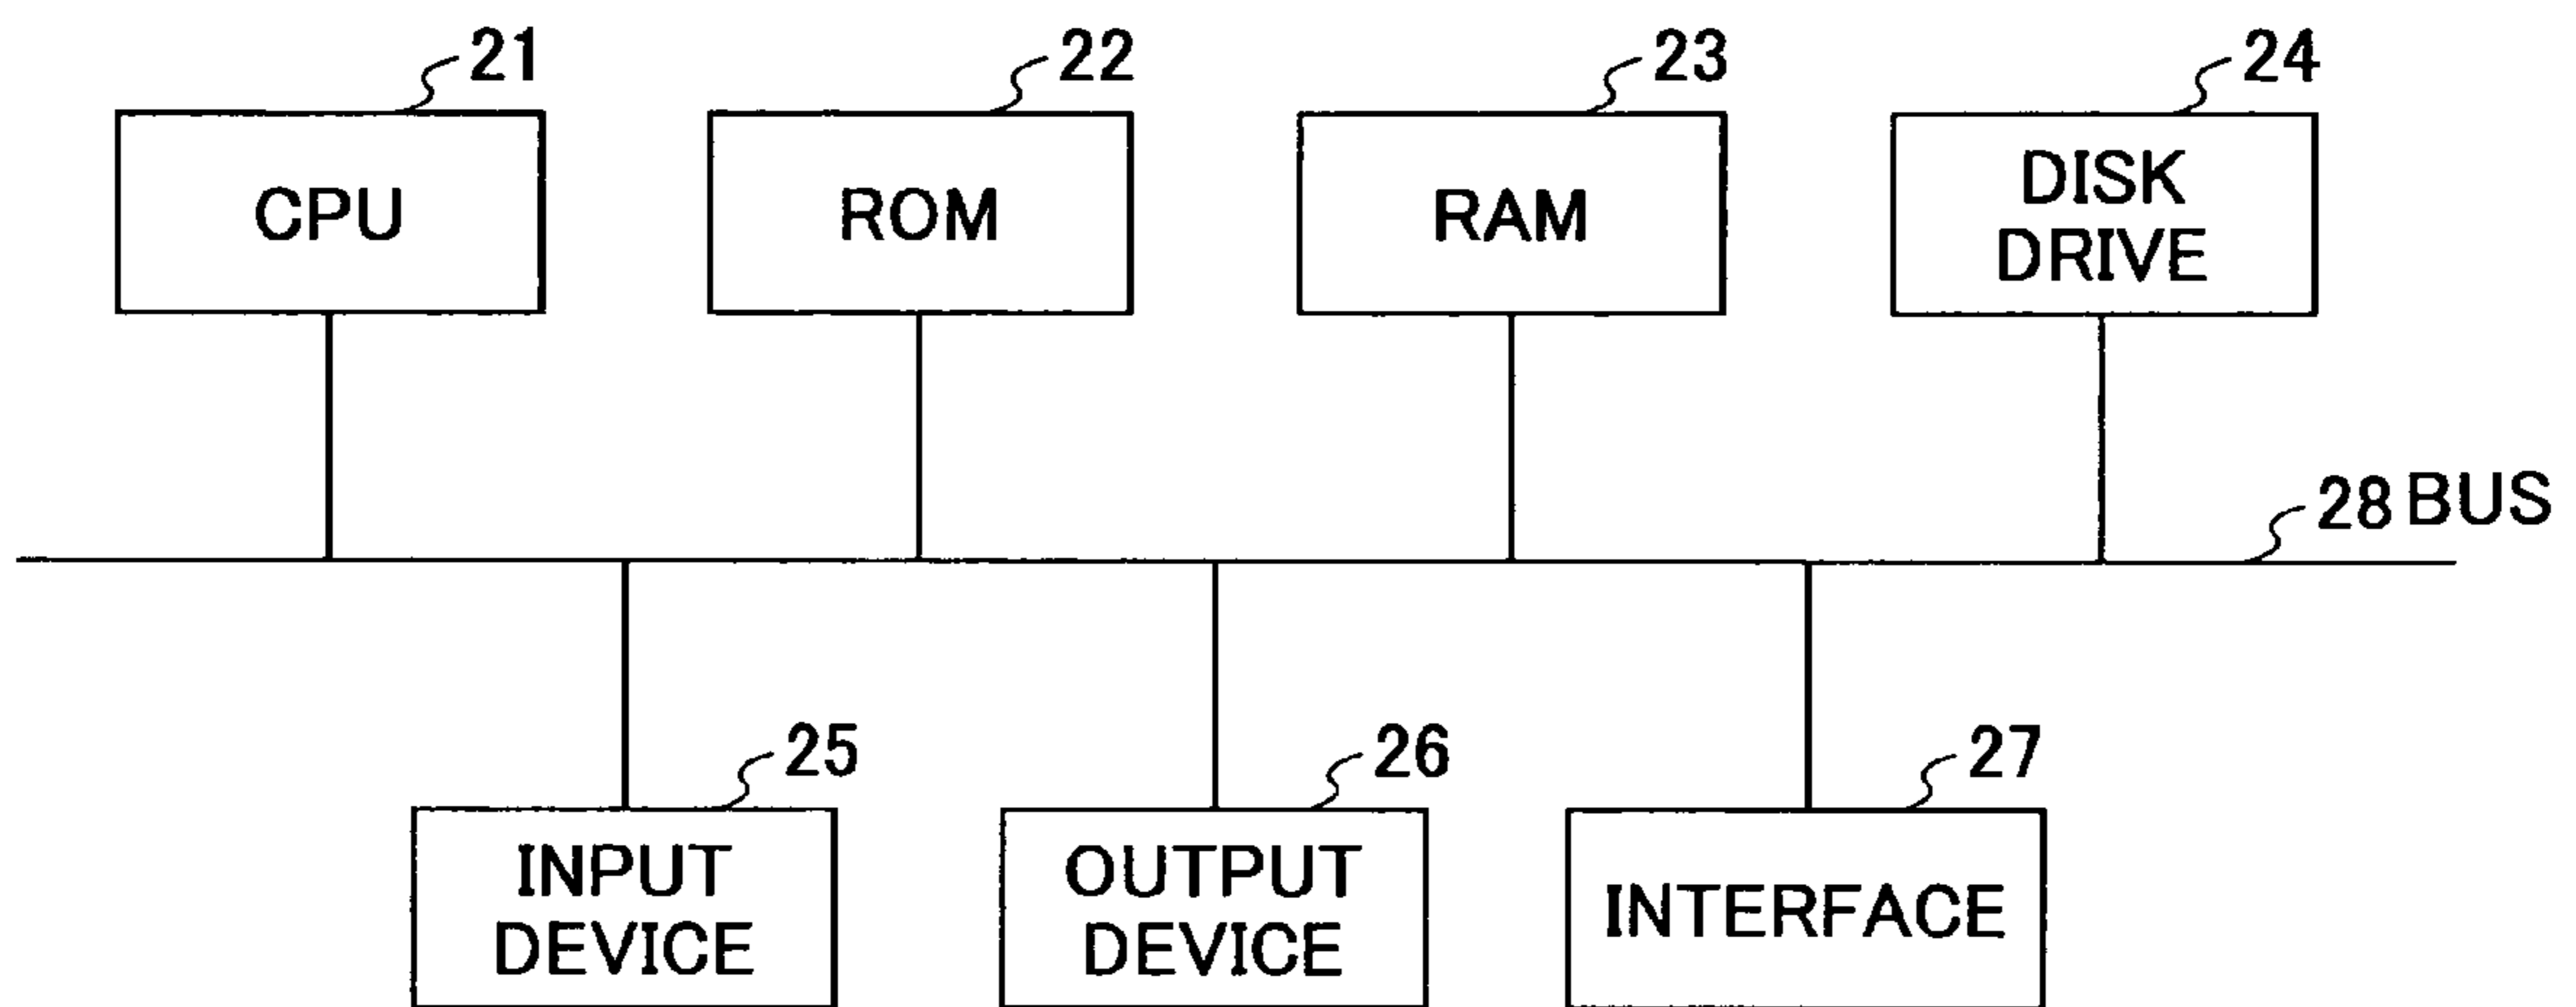 21
22
23
24
CPU
ROM
RAM
DISK
DRIVE
28 BUS
25
26
27
INPUT
DEVICE
OUTPUT
DEVICE
INTERFACE